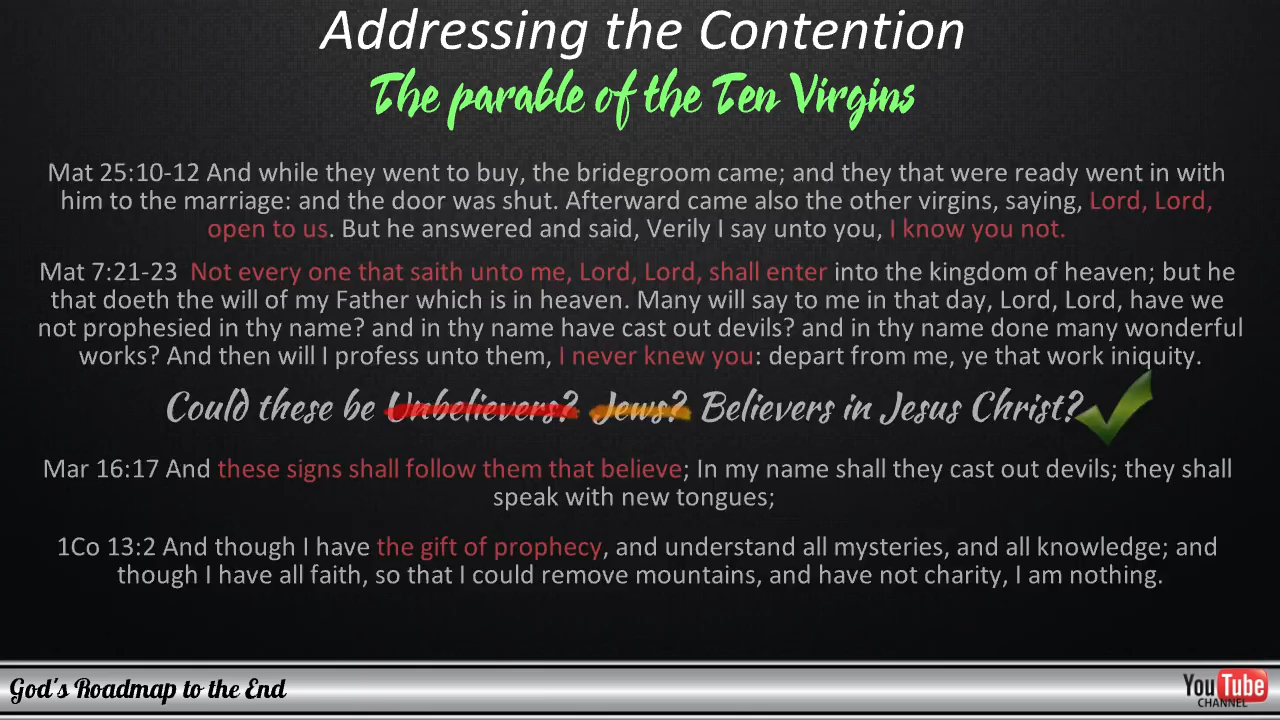 Addressing the Contention
The parable of the Ten Virgins
Mat 25:10-12 And while they went to buy, the bridegroom came; and they that were ready went in with
him to the marriage: and the door was shut. Afterward came also the other virgins, saying, Lord, Lord,
open to us. But he answered and said, Verily I say unto you, I know you not.
Mat 7:21-23 Not every one that saith unto me, Lord, Lord, shall enter into the kingdom of heaven; but he
that doeth the will of my Father which is in heaven. Many will say to me in that day, Lord, Lord, have we
not prophesied in thy name? and in thy name have cast out devils? and in thy name done many wonderful
works? And then will I profess unto them, I never knew you: depart from me, ye that work iniquity.
Could these be Unbelievers? Jews? Believers in Jesus Christ?
Mar 16:17 And these signs shall follow them that believe; In my name shall they cast out devils; they shall
speak with new tongues;
1Co 13:2 And though I have the gift of prophecy, and understand all mysteries, and all knowledge; and
though I have all faith, so that I could remove mountains, and have not charity, I am nothing.
God's Roadmap to the End
YouTube
CHANNEL